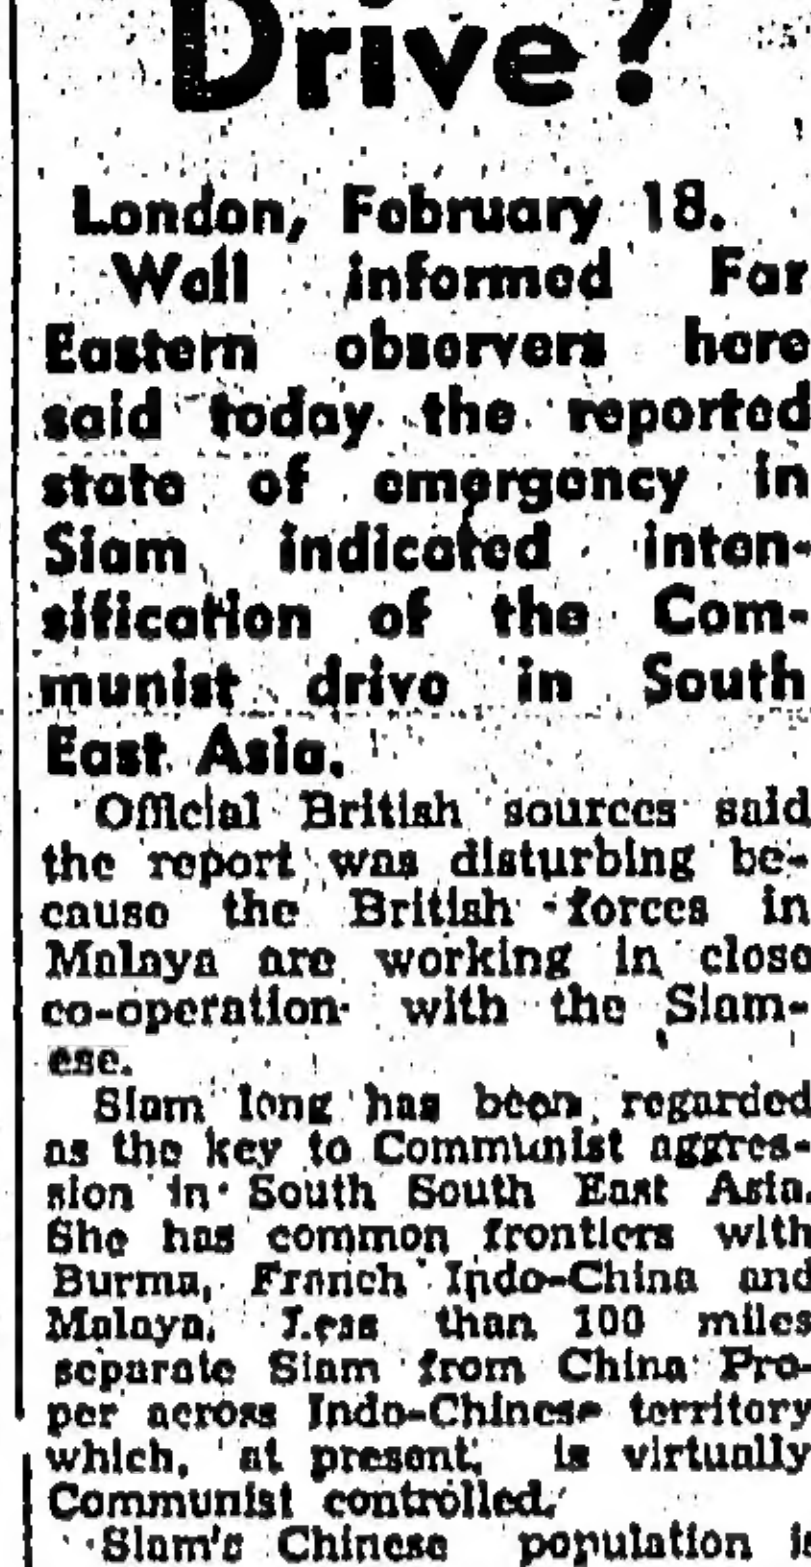 Drive?
London, February 18.
Well informed Far
Eastern observers here
said today the reported
state of emergency in
Siam indicated inten-
sification of the Com-
munist drive in South
East Asia.
Official British sources said
the report was disturbing be-
cause the British forces in
Malaya are working in close
co-operation with the Siam-
ese.
Siam long has been regarded
as the key to Communist aggres-
sion in South South East Asia.
She has common frontiers with
Burma, French Indo-China and
Malaya. Less than 100 miles
separate Siam from China Pro-
per across Indo-Chinese territory
which, at present, is virtually
Communist controlled.
Siam's Chinese population